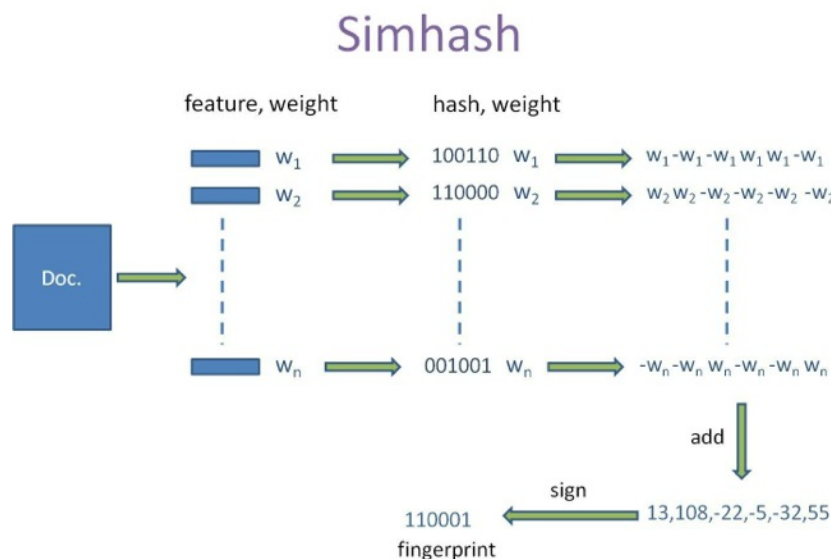 Simhash
feature, weight hash, weight
w1 100110 w1 w1 -w1 -w1 w1 w1 -w1
w2 110000 w2 w2 w2 -w2 -w2 -w2 -w2
Doc.
wn 001001 wn -wn -wn wn -wn -wn wn
add
sign
13,108,-22,-5,-32,55
110001
fingerprint